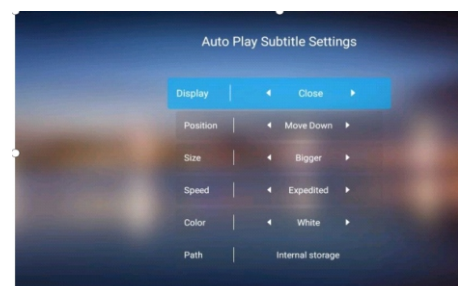 Auto Play Subtitle Settings
Display Close
Position Move Down
Size Bigger
Speed Expedited
Color White
Path Internal storage